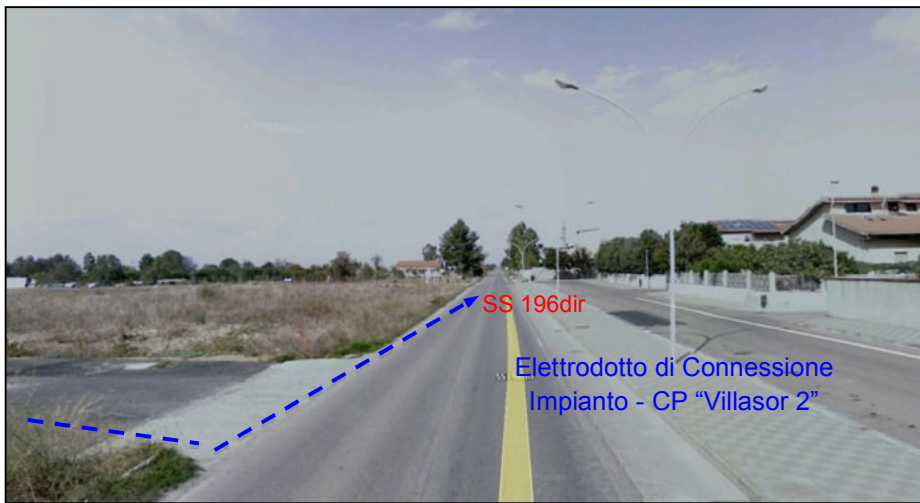 SS 196dir
Elettrodotto di Connessione
Impianto - CP “Villasor 2”